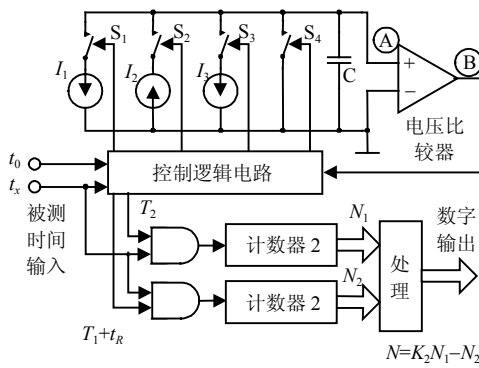 S1 S2 S3 S4
A B
I1 I2 I3 C + −
电压比
较器
t0
tx
控制逻辑电路
被测
时间
输入
T2
计数器 2
N1
计数器 2
N2
处
理
数字
输出
T1+tR
N=K2N1−N2